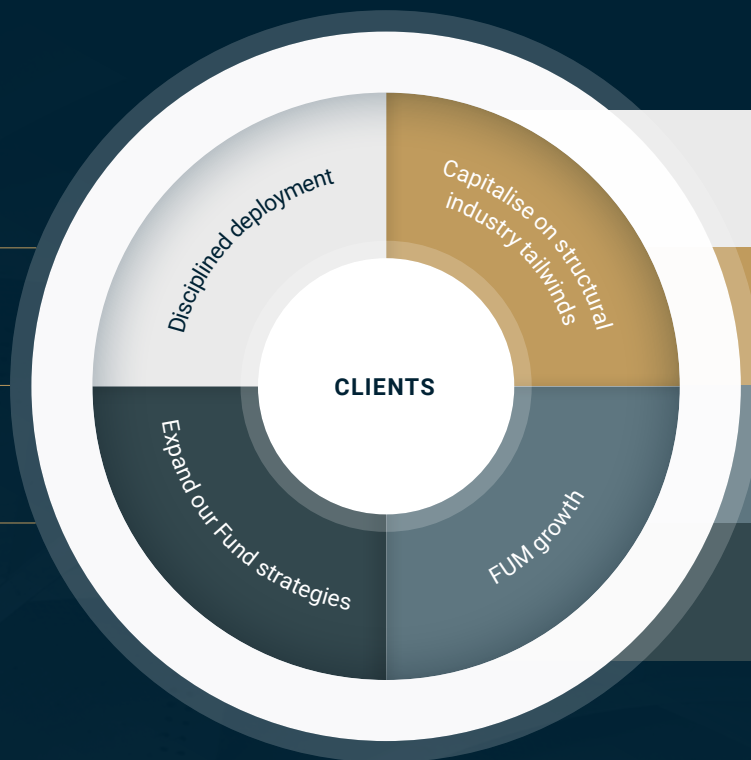 Disciplined deployment
Capitalise on structural
industry tailwinds
CLIENTS
Expand our Fund strategies
FUM growth